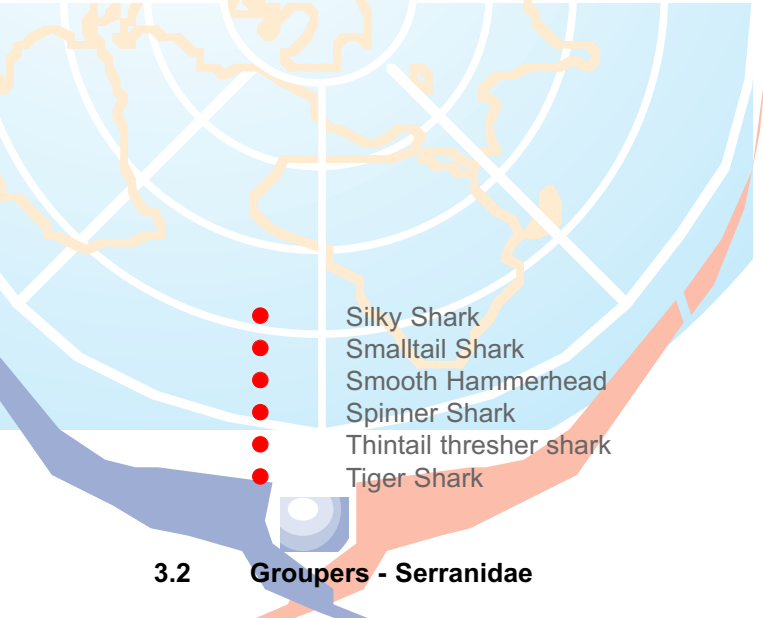 Silky Shark
Smalltail Shark
Smooth Hammerhead
Spinner Shark
Thintail thresher shark
Tiger Shark
3.2 Groupers - Serranidae